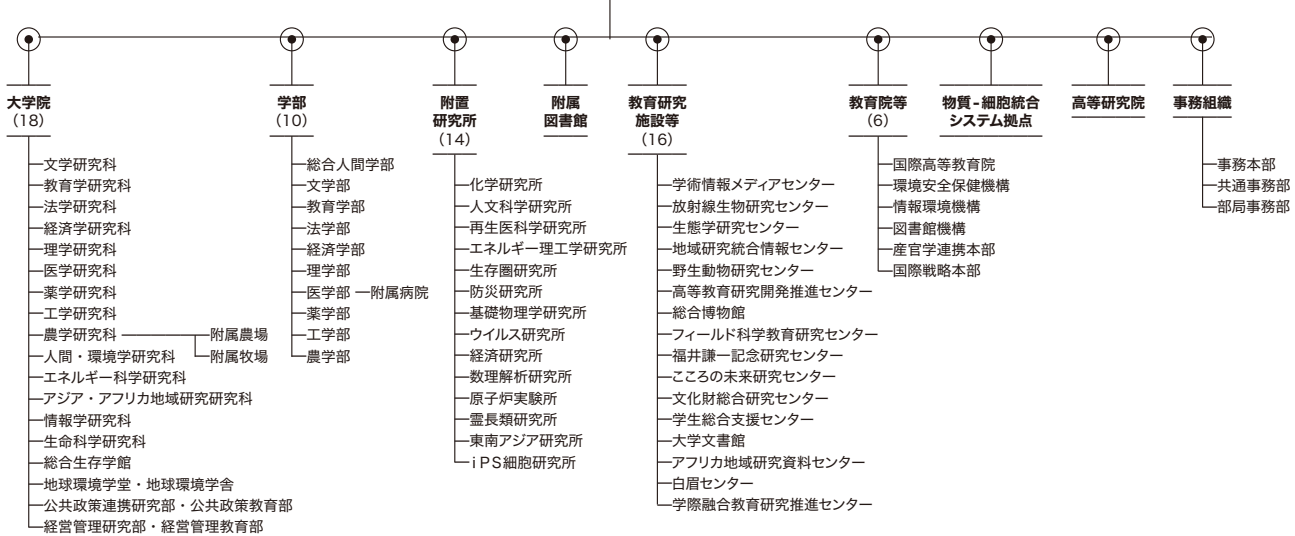 大学院
（18）
文学研究科
教育学研究科
法学研究科
経済学研究科
理学研究科
医学研究科
薬学研究科
工学研究科
農学研究科
附属農場
附属牧場
人間・環境学研究科
エネルギー科学研究科
アジア・アフリカ地域研究研究科
情報学研究科
生命科学研究科
総合生存学館
地球環境学堂・地球環境学舎
公共政策連携研究部・公共政策教育部
経営管理研究部・経営管理教育部
学部
（10）
総合人間学部
文学部
教育学部
法学部
経済学部
理学部
医学部
附属病院
薬学部
工学部
農学部
附置
研究所
（14）
化学研究所
人文科学研究所
再生医科学研究所
エネルギー理工学研究所
生存圏研究所
防災研究所
基礎物理学研究所
ウイルス研究所
経済研究所
数理解析研究所
原子炉実験所
霊長類研究所
東南アジア研究所
iPS細胞研究所
附属
図書館
教育研究
施設等
（16）
学術情報メディアセンター
放射線生物研究センター
生態学研究センター
地域研究統合情報センター
野生動物研究センター
高等教育研究開発推進センター
総合博物館
フィールド科学教育研究センター
福井謙一記念研究センター
こころの未来研究センター
文化財総合研究センター
学生総合支援センター
大学文書館
アフリカ地域研究資料センター
白眉センター
学際融合教育研究推進センター
教育院等
（6）
国際高等教育院
環境安全保健機構
情報環境機構
図書館機構
産官学連携本部
国際戦略本部
物質-細胞統合
システム拠点
高等研究院
事務組織
事務本部
共通事務部
部局事務部